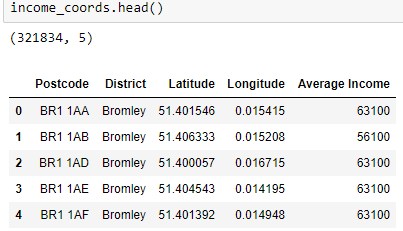 income_coords.head()
(321834, 5)
Postcode District Latitude Longitude Average Income
0 BR1 1AA Bromley 51.401546 0.015415 63100
1 BR1 1AB Bromley 51.406333 0.015208 56100
2 BR1 1AD Bromley 51.400057 0.016715 63100
3 BR1 1AE Bromley 51.404543 0.014195 63100
4 BR1 1AF Bromley 51.401392 0.014948 63100